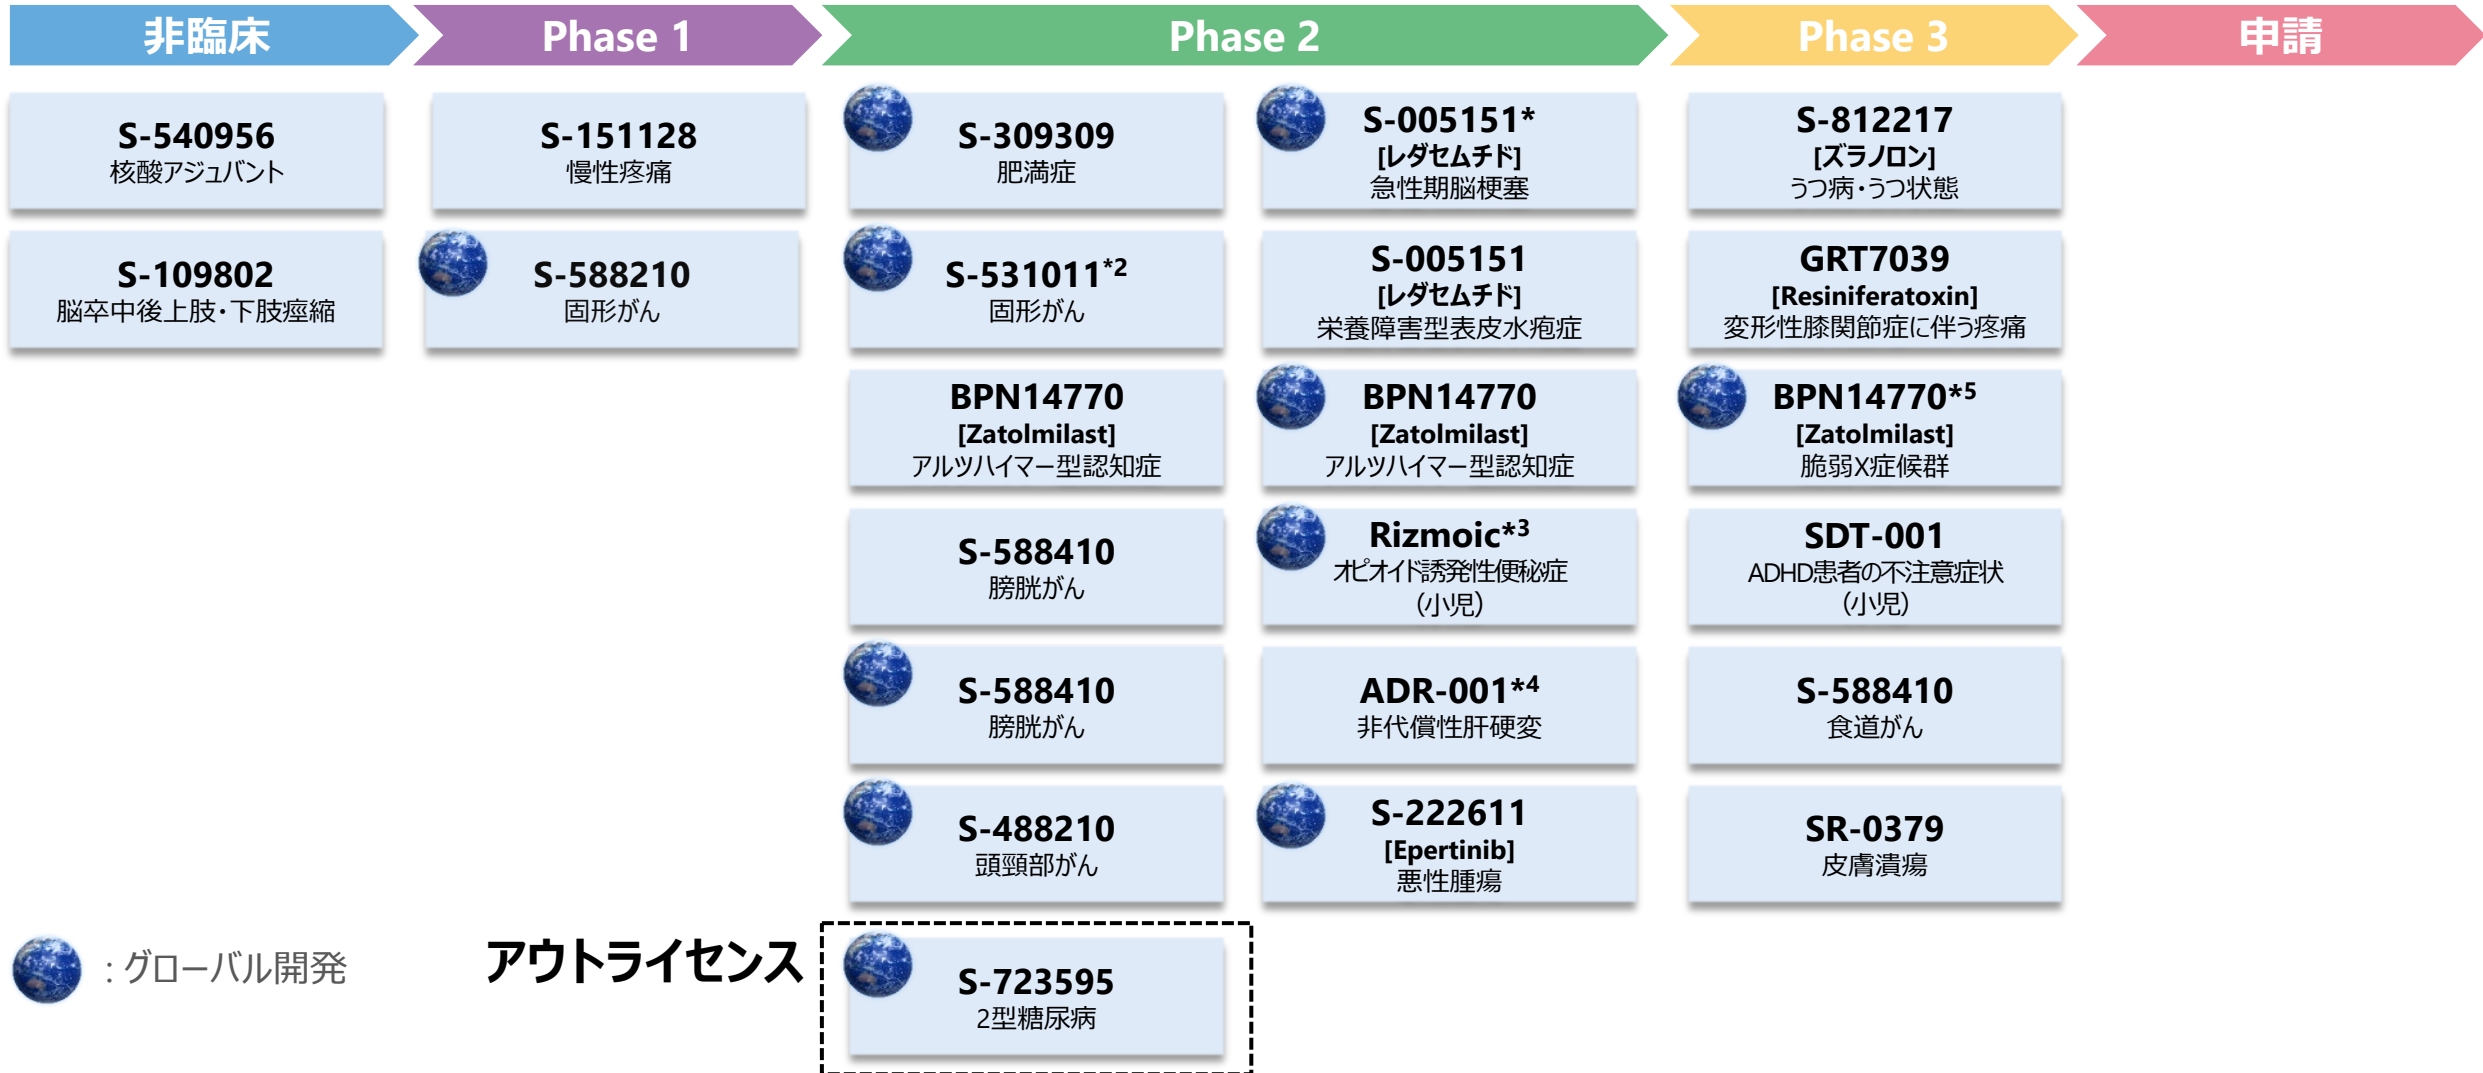 非臨床
Phase 1
Phase 2
Phase 3
申請
S-540956
核酸アジュバント
S-109802
脳卒中後上肢・下肢痙縮
S-151128
慢性疼痛
S-588210
固形がん
S-309309
肥満症
S-531011*2
固形がん
BPN14770
[Zatolmilast]
アルツハイマー型認知症
S-588410
膀胱がん
S-588410
膀胱がん
S-488210
頭頸部がん
S-005151*
[レダセムチド]
急性期脳梗塞
S-005151
[レダセムチド]
栄養障害型表皮水疱症
BPN14770
[Zatolmilast]
アルツハイマー型認知症
Rizmoic*3
オピオイド誘発性便秘症
（小児）
ADR-001*4
非代償性肝硬変
S-222611
[Epertinib]
悪性腫瘍
S-812217
[ズラノロン]
うつ病・うつ状態
GRT7039
[Resiniferatoxin]
変形性膝関節症に伴う疼痛
BPN14770*5
[Zatolmilast]
脆弱X症候群
SDT-001
ADHD患者の不注意症状
（小児）
S-588410
食道がん
SR-0379
皮膚潰瘍
: グローバル開発
アウトライセンス
S-723595
2型糖尿病